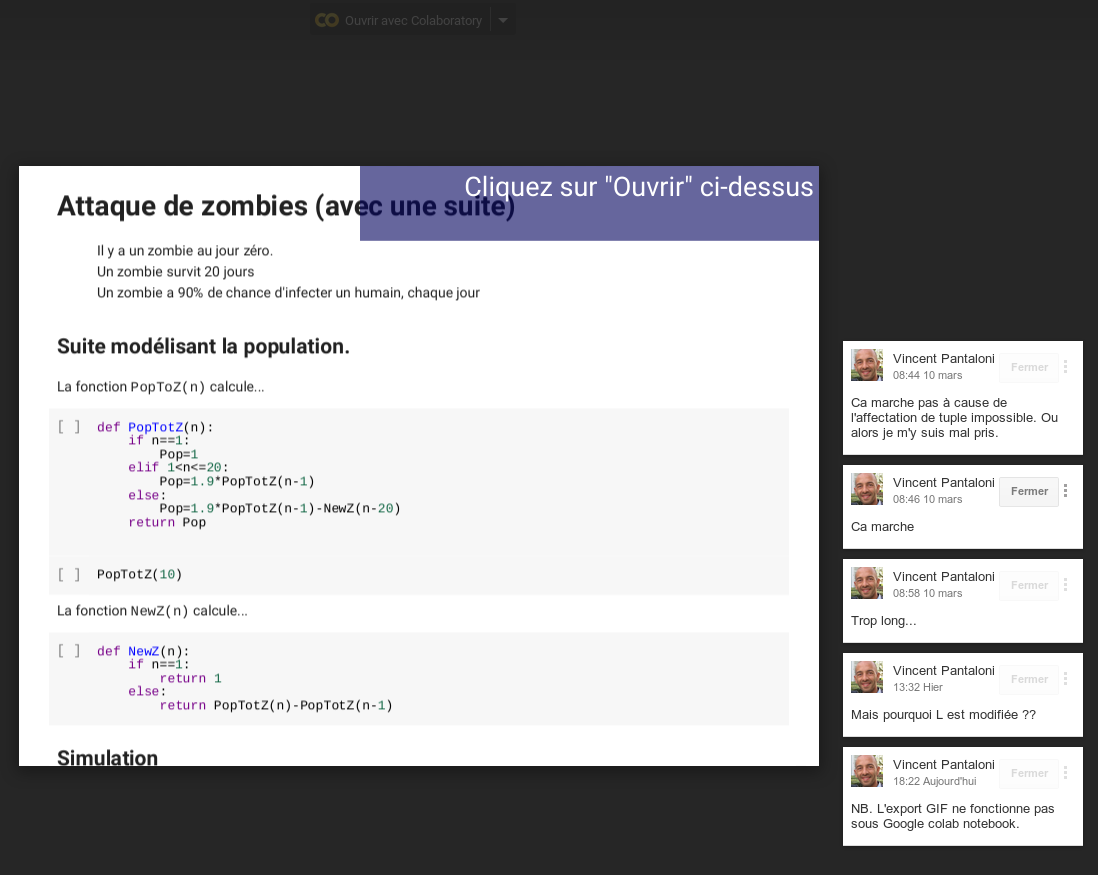 Ouvrir avec Colaboratory
Cliquez sur "Ouvrir" ci-dessus
Attaque de zombies (avec une suite)
Il y a un zombie au jour zéro.
Un zombie survit 20 jours
Un zombie a 90% de chance d'infecter un humain, chaque jour
Suite modélisant la population.
La fonction PopToZ(n) calcule...
[ ] def PopTotZ(n):
if n==1:
Pop=1
elif 1<n<=20:
Pop=1.9*PopTotZ(n-1)
else:
Pop=1.9*PopTotZ(n-1)-NewZ(n-20)
return Pop
[ ] PopTotZ(10)
La fonction NewZ(n) calcule...
[ ] def NewZ(n):
if n==1:
return 1
else:
return PopTotZ(n)-PopTotZ(n-1)
Simulation
Vincent Pantaloni
08:44 10 mars
Fermer
Ca marche pas à cause de
l'affectation de tuple impossible. Ou
alors je m'y suis mal pris.
Vincent Pantaloni
08:46 10 mars
Fermer
Ca marche
Vincent Pantaloni
08:58 10 mars
Fermer
Trop long...
Vincent Pantaloni
13:32 Hier
Fermer
Mais pourquoi L est modifiée ??
Vincent Pantaloni
18:22 Aujourd'hui
Fermer
NB. L'export GIF ne fonctionne pas
sous Google colab notebook.